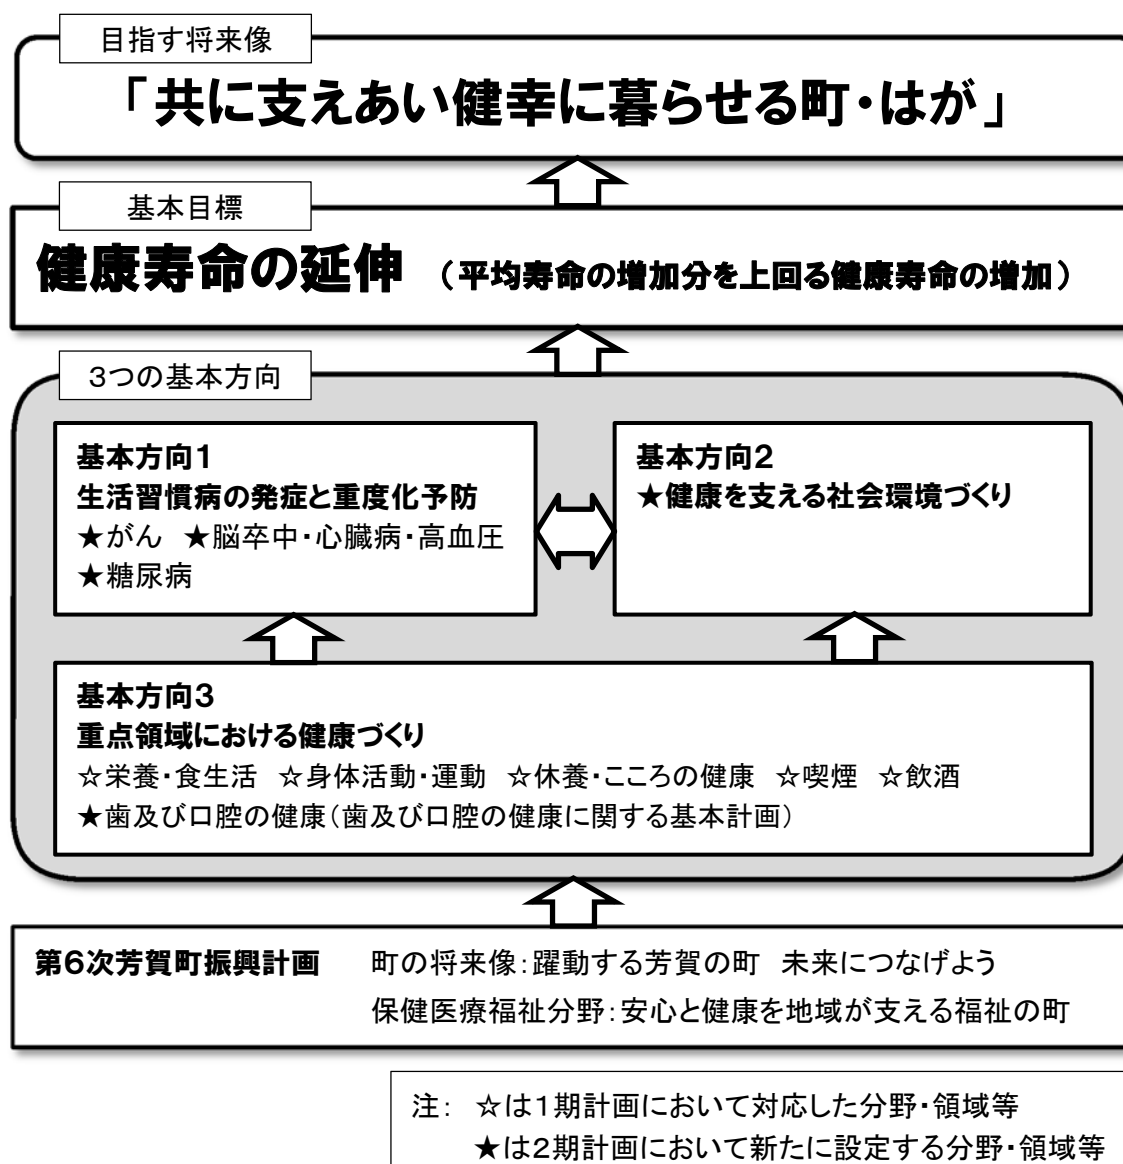 目指す将来像
「共に支えあい健幸に暮らせる町・はが」
基本目標
健康寿命の延伸 （平均寿命の増加分を上回る健康寿命の増加）
3つの基本方向
基本方向1
生活習慣病の発症と重度化予防
★がん ★脳卒中・心臓病・高血圧
★糖尿病
基本方向2
★健康を支える社会環境づくり
基本方向3
重点領域における健康づくり
☆栄養・食生活 ☆身体活動・運動 ☆休養・こころの健康 ☆喫煙 ☆飲酒
★歯及び口腔の健康（歯及び口腔の健康に関する基本計画）
第6次芳賀町振興計画 町の将来像：躍動する芳賀の町 未来につなげよう
保健医療福祉分野：安心と健康を地域が支える福祉の町
注： ☆は1期計画において対応した分野・領域等
★は2期計画において新たに設定する分野・領域等